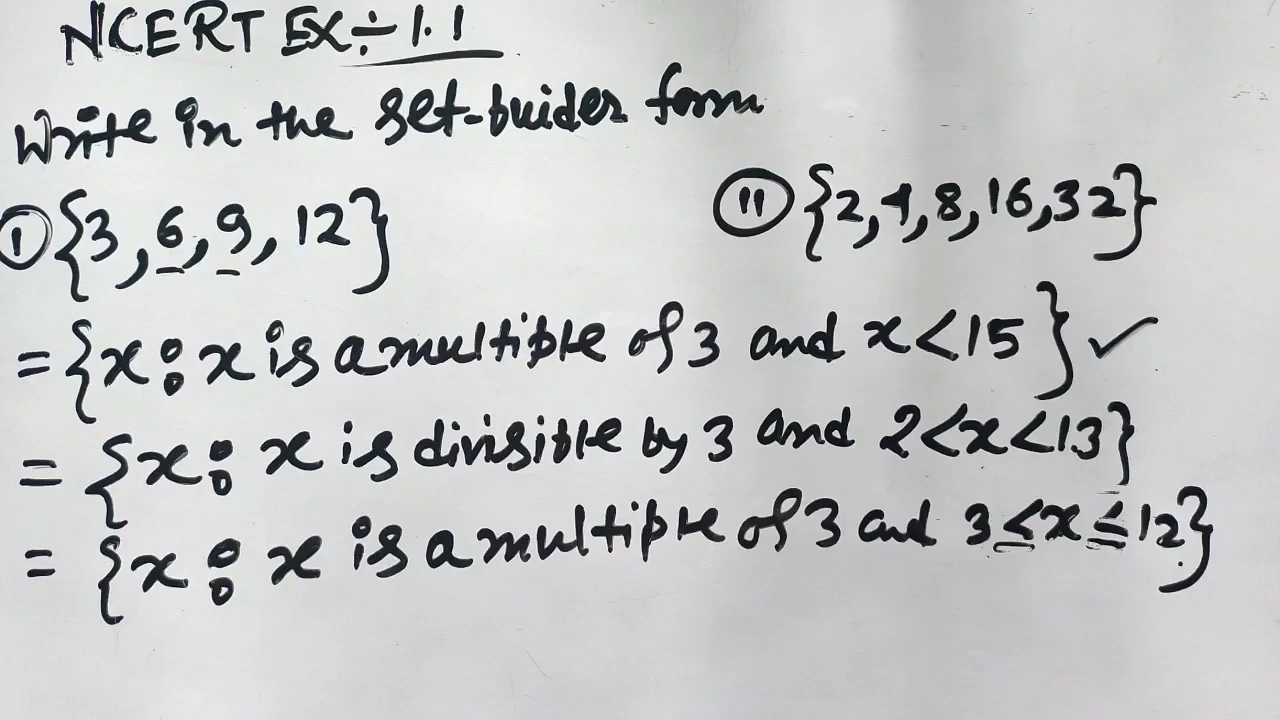 NCERT EX÷1.1
Write in the set-buider form
(i) {3, 6, 9, 12} (ii) {2, 4, 8, 16, 32}
= {x : x is a multiple of 3 and x < 15} ✓
= {x : x is divisible by 3 and 2 < x < 13}
= {x : x is a multiple of 3 and 3 ≤ x ≤ 12}